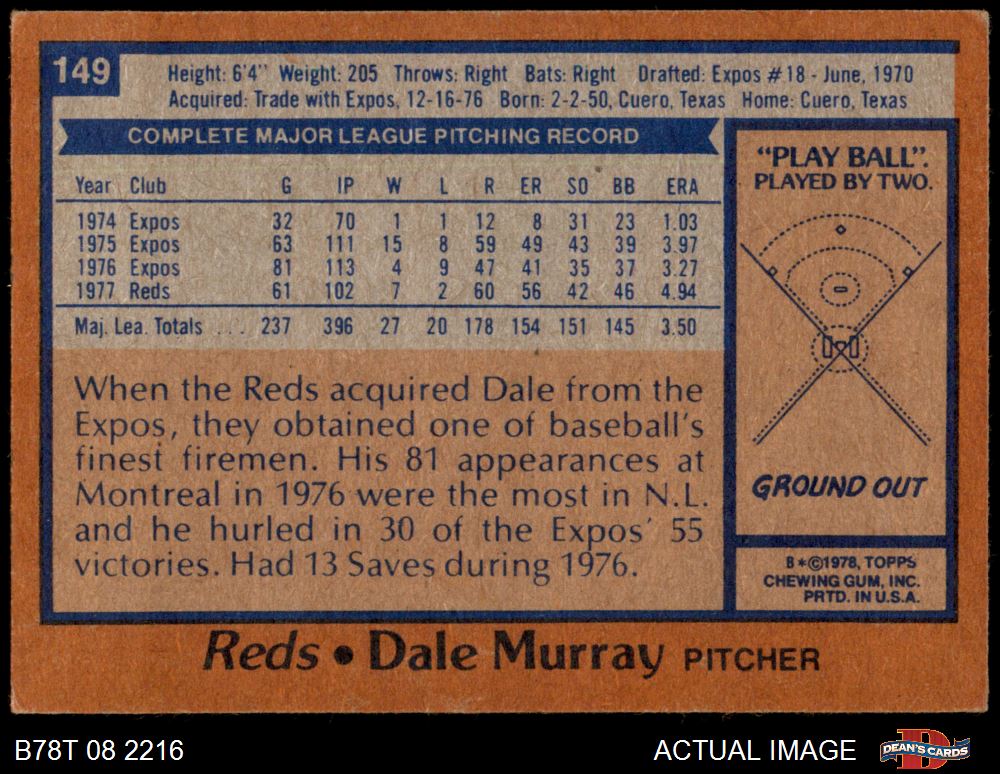 149
Height: 6'4" Weight: 205 Throws: Right Bats: Right Drafted: Expos #18 - June, 1970
Acquired: Trade with Expos, 12-16-76 Born: 2-2-50, Cuero, Texas Home: Cuero, Texas
COMPLETE MAJOR LEAGUE PITCHING RECORD
Year Club G IP W L R ER SO BB ERA
1974 Expos 32 70 1 1 12 8 31 23 1.03
1975 Expos 63 111 15 8 59 49 43 39 3.97
1976 Expos 81 113 4 9 47 41 35 37 3.27
1977 Reds 61 102 7 2 60 56 42 46 4.94
Maj. Lea. Totals ... 237 396 27 20 178 154 151 145 3.50
When the Reds acquired Dale from the
Expos, they obtained one of baseball's
finest firemen. His 81 appearances at
Montreal in 1976 were the most in N.L.
and he hurled in 30 of the Expos' 55
victories. Had 13 Saves during 1976.
"PLAY BALL".
PLAYED BY TWO.
GROUND OUT
B*©1978, TOPPS
CHEWING GUM, INC.
PRTD. IN U.S.A.
Reds • Dale Murray PITCHER
B78T 08 2216
ACTUAL IMAGE
DEAN'S CARDS